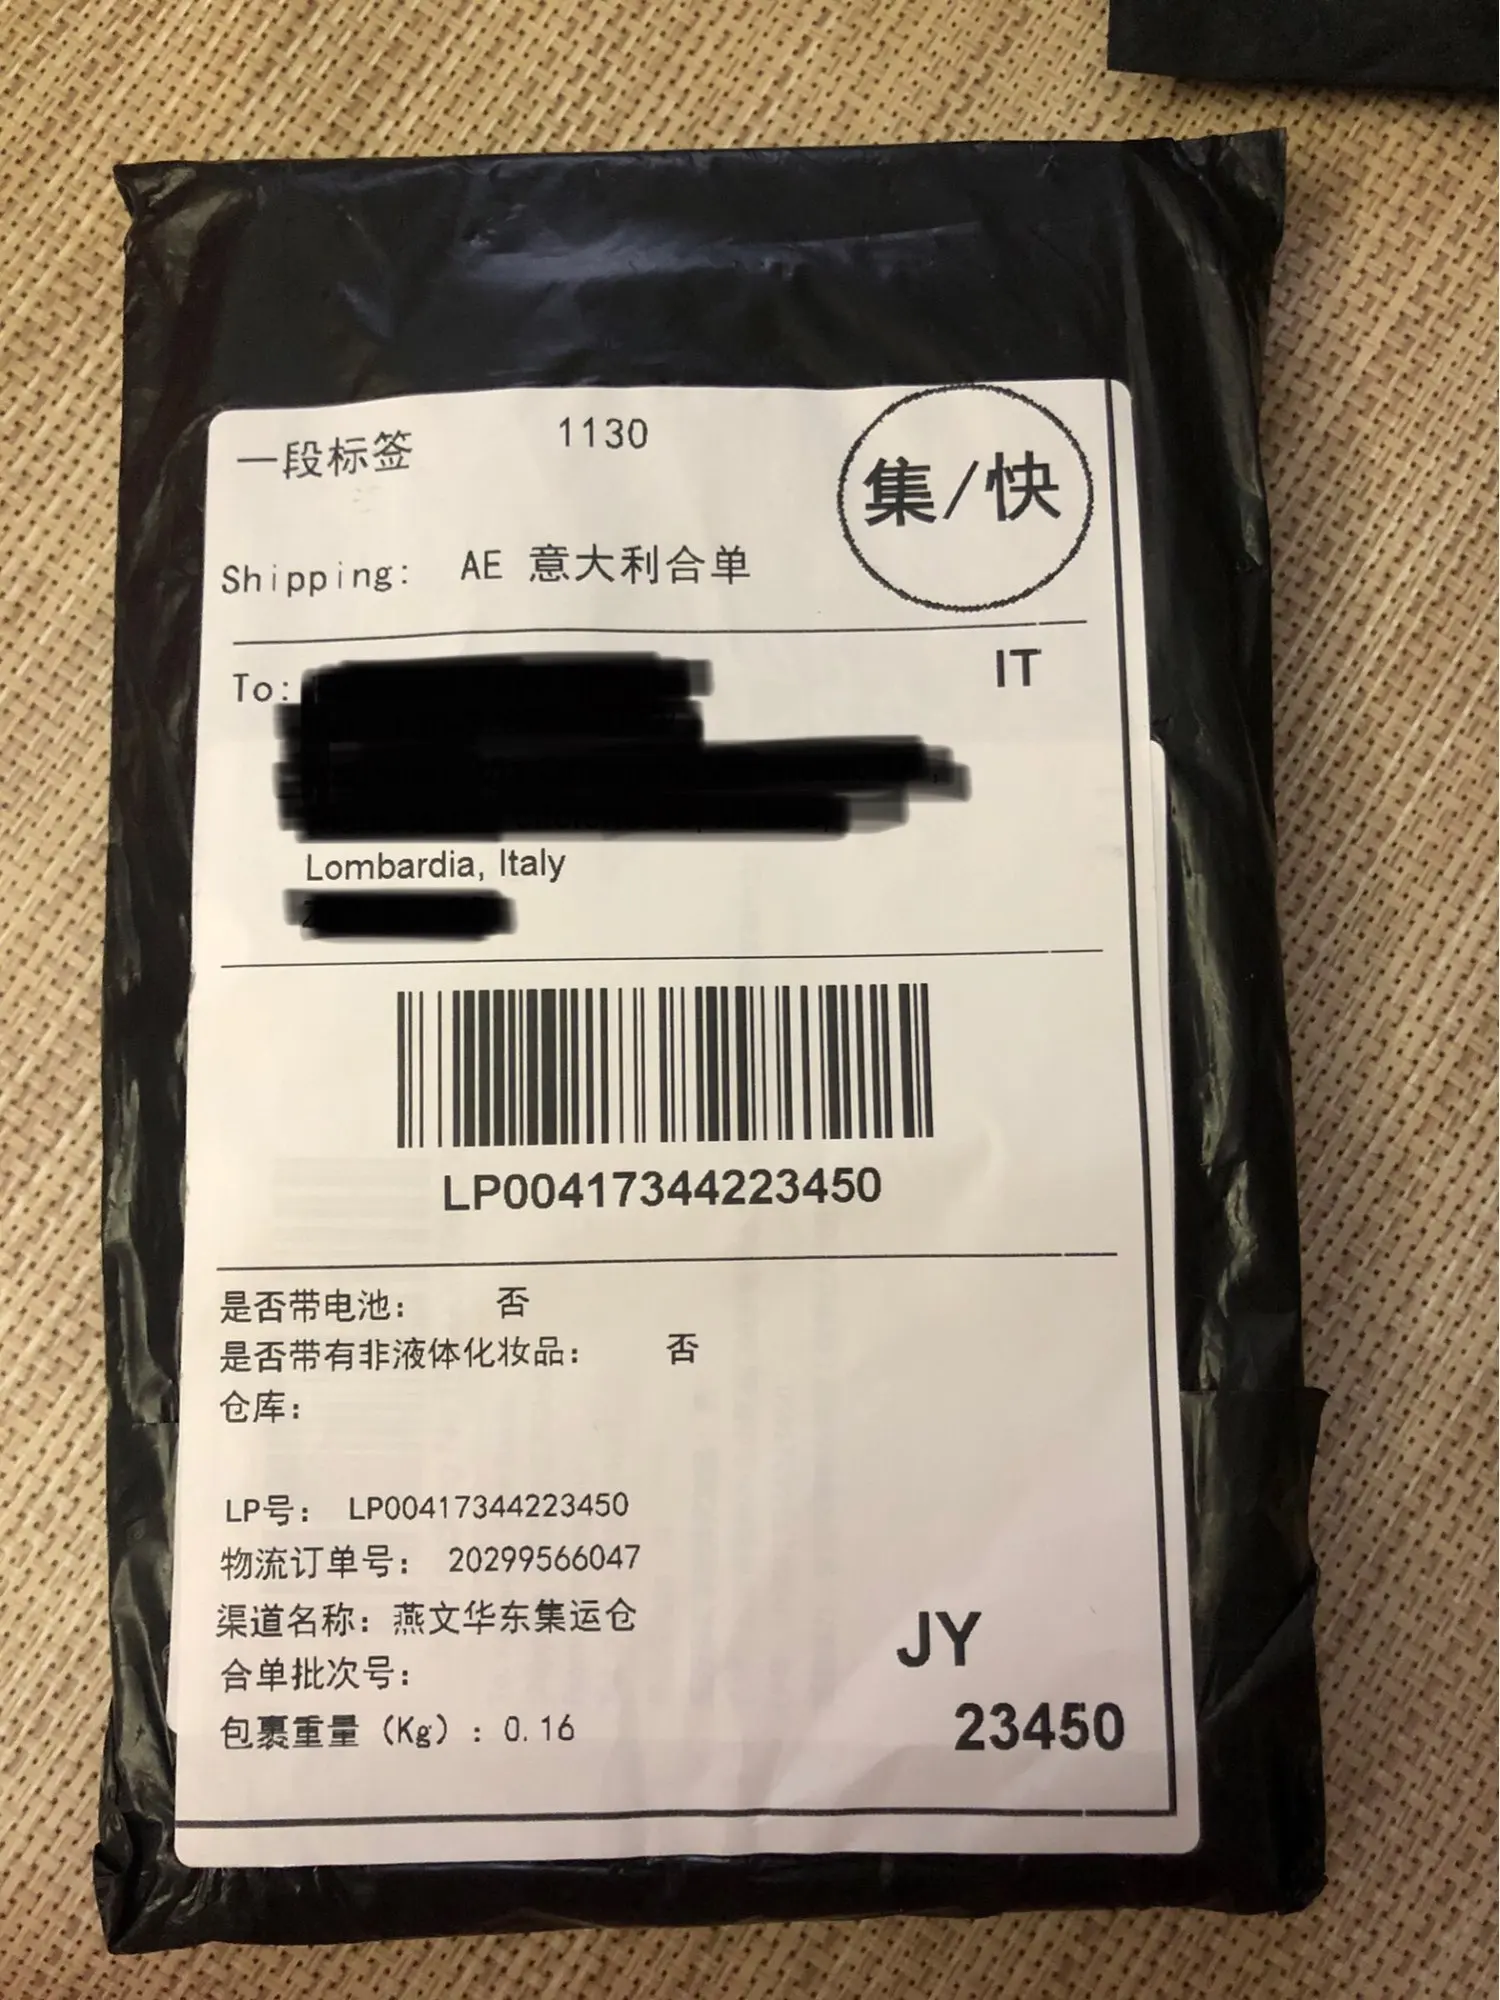 一段标签 1130
集/快
Shipping: AE 意大利合单
To: IT
Lombardia, Italy
LP00417344223450
是否带电池: 否
是否带有非液体化妆品: 否
仓库:
LP号: LP00417344223450
物流订单号: 20299566047
渠道名称: 燕文华东集运仓
合单批次号:
包裹重量 (Kg) : 0.16
JY
23450